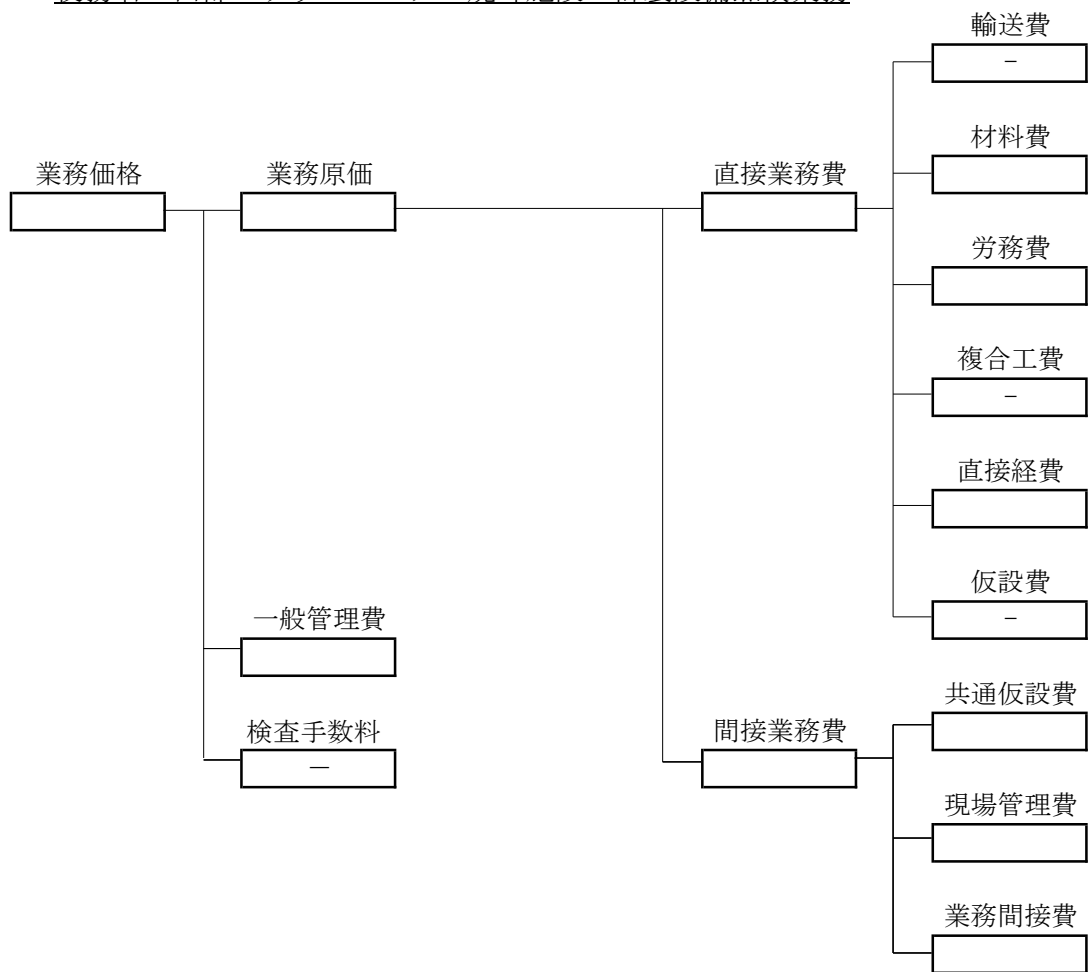 輸送費
－
材料費
業務価格
業務原価
直接業務費
労務費
複合工費
－
直接経費
仮設費
－
一般管理費
共通仮設費
検査手数料
－
間接業務費
現場管理費
業務間接費